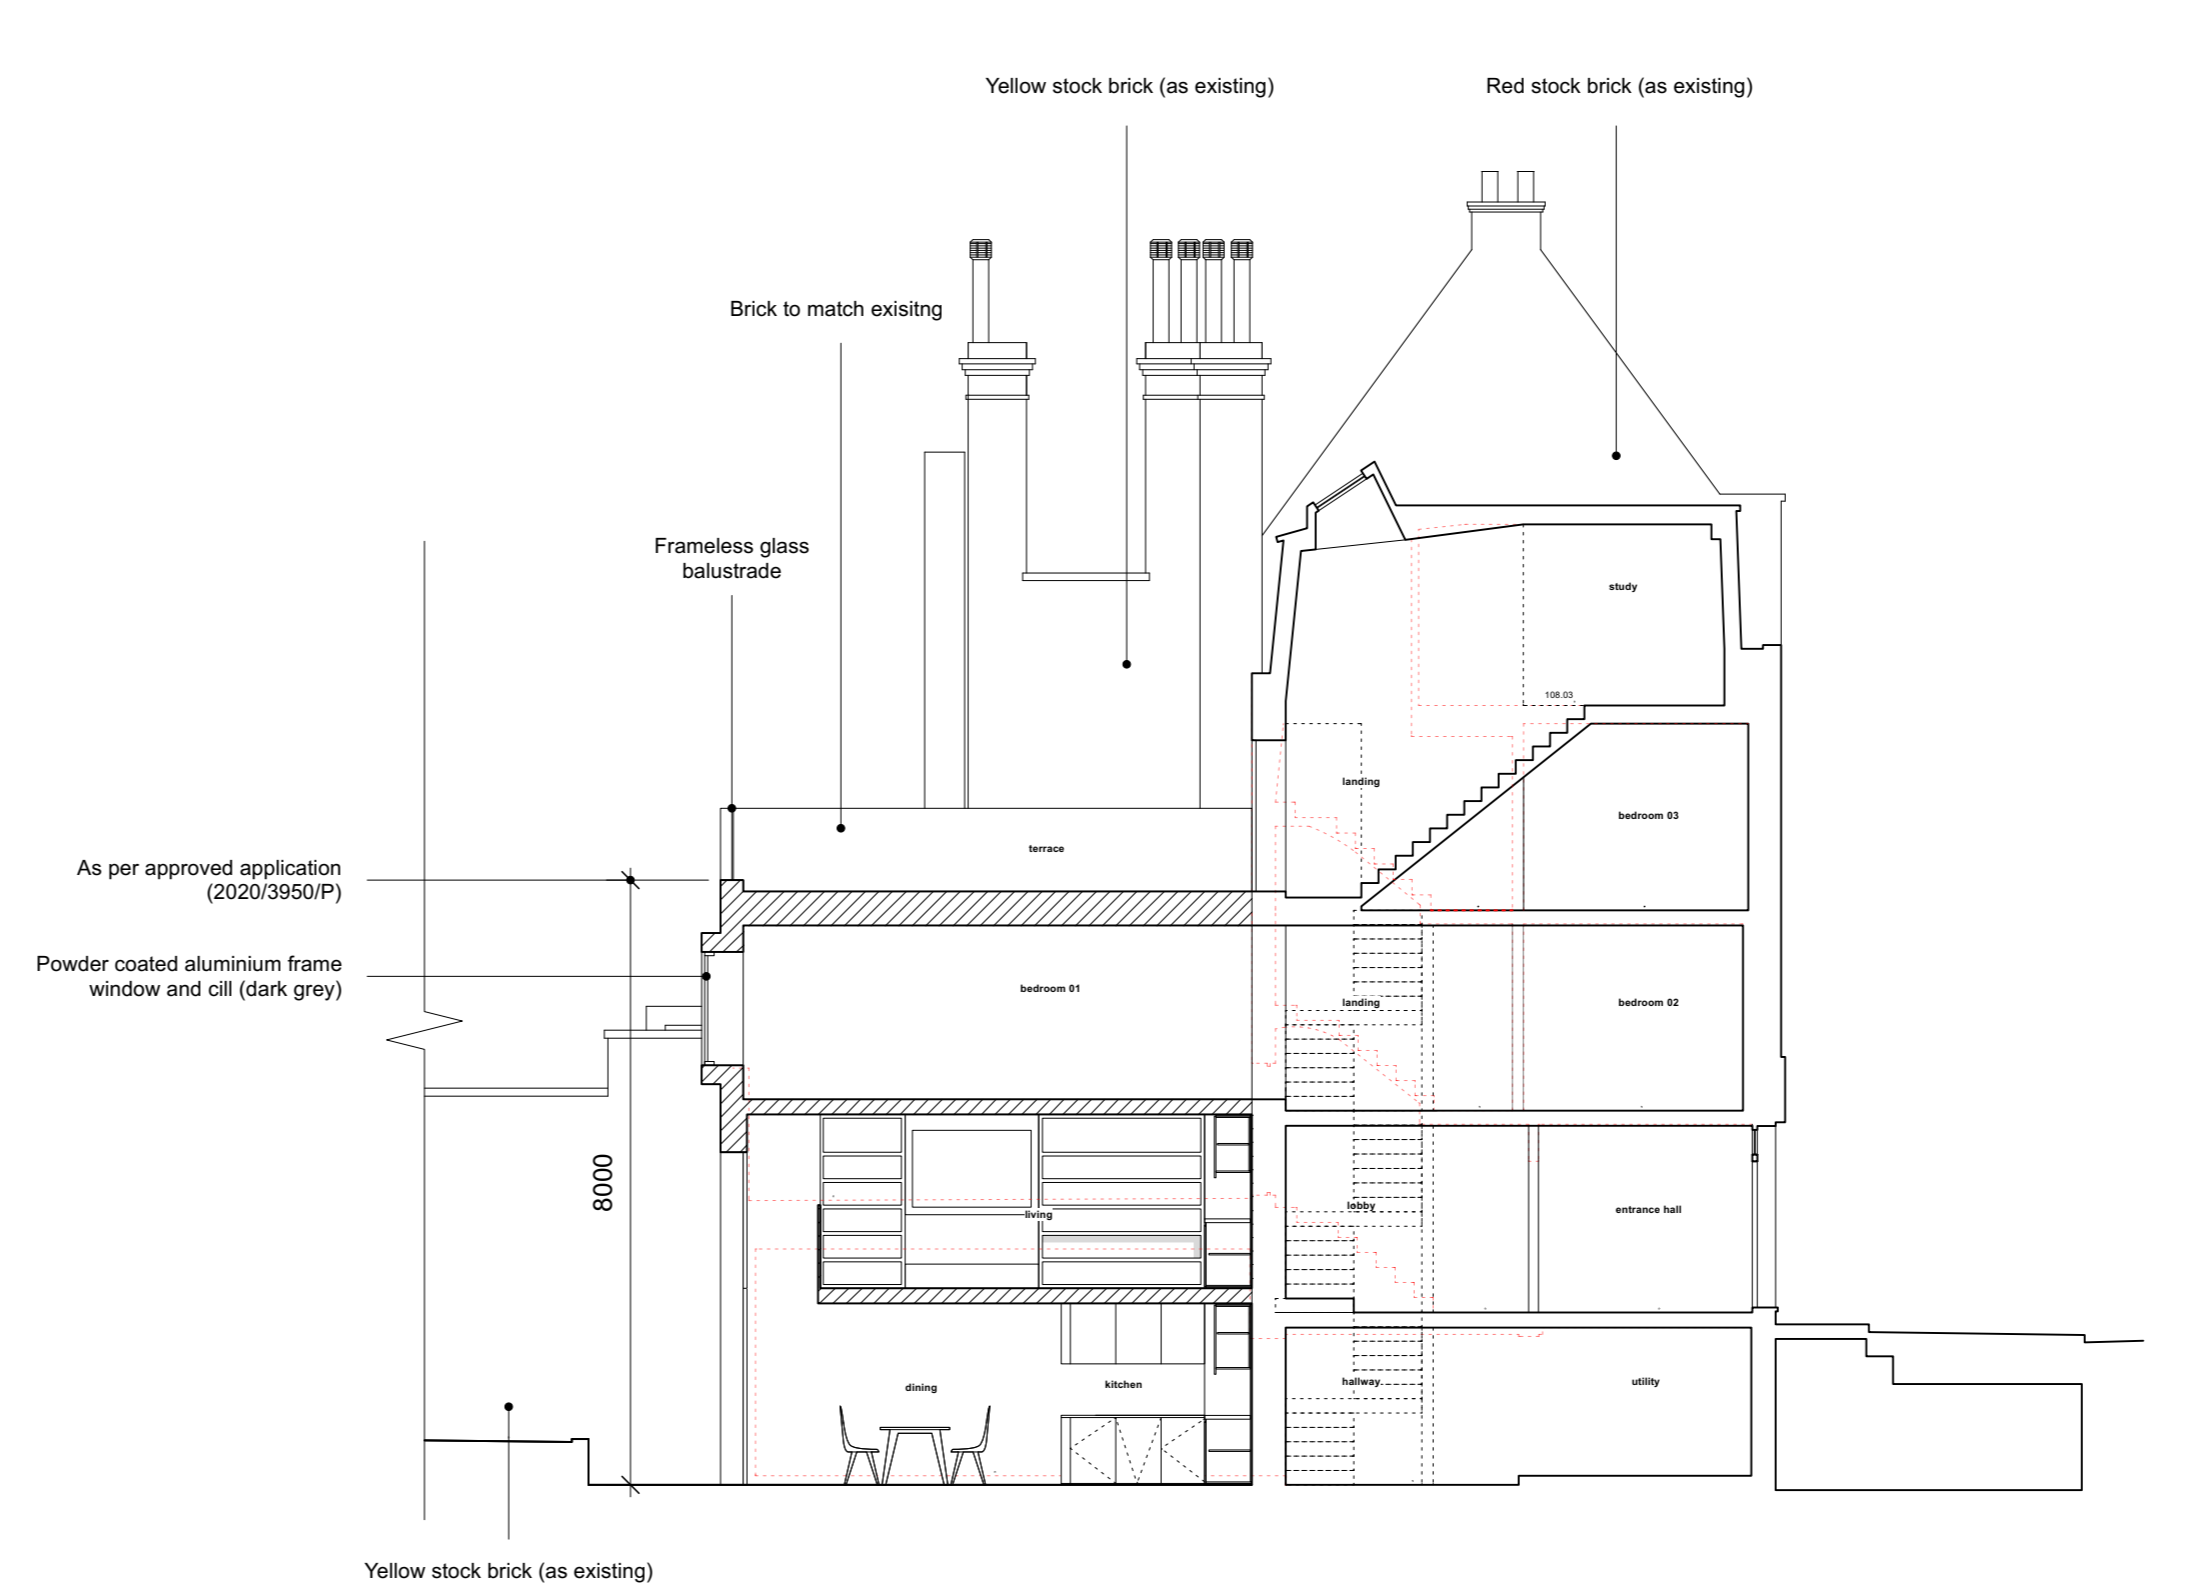 Yellow stock brick (as existing)
Red stock brick (as existing)
Brick to match exisitng
Frameless glass
balustrade
study
108.03
landing
bedroom 03
terrace
As per approved application
(2020/3950/P)
Powder coated aluminium frame
window and cill (dark grey)
bedroom 01
landing
bedroom 02
8000
living
lobby
entrance hall
dining
kitchen
hallway
utility
Yellow stock brick (as existing)